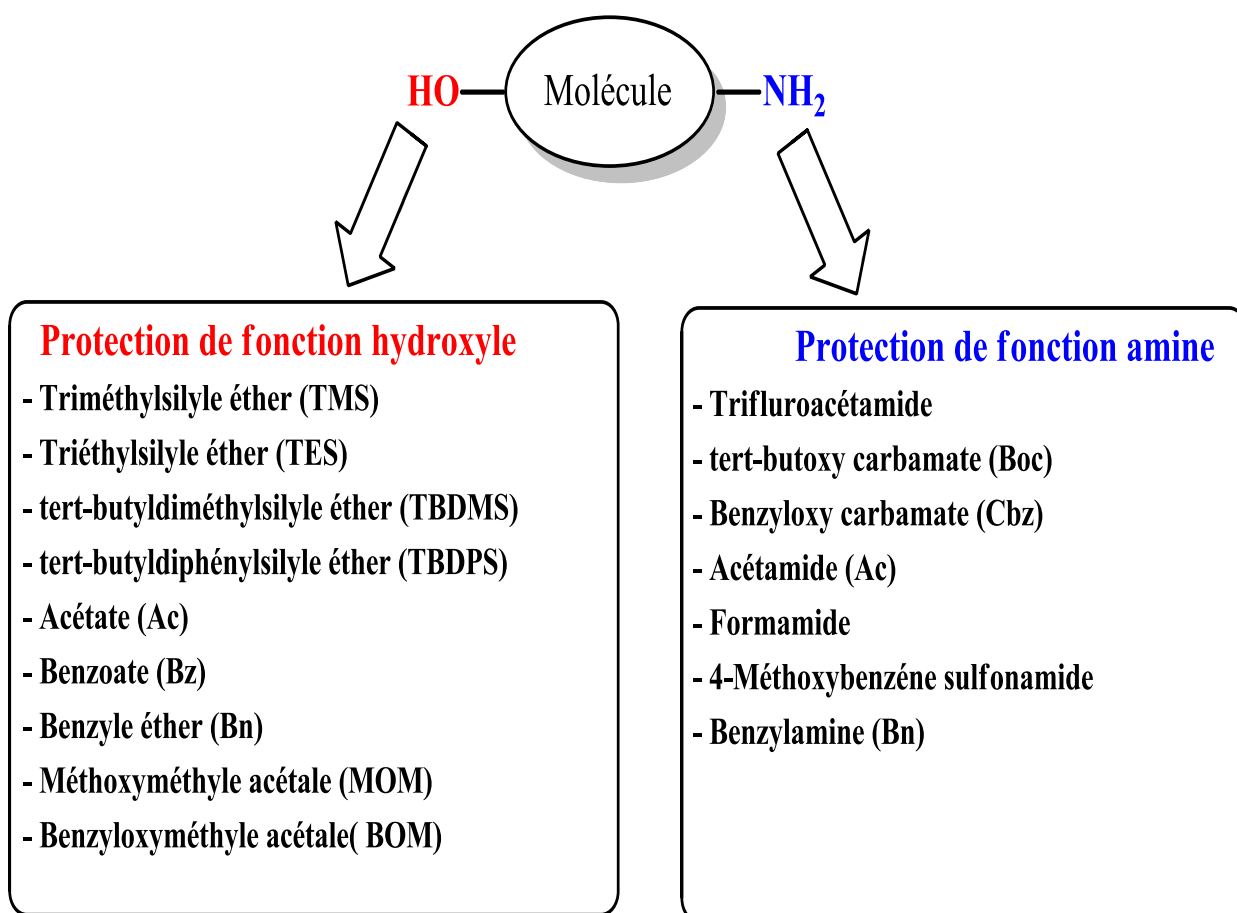 HO
Molécule
NH2
Protection de fonction hydroxyle
- Triméthylsilyle éther (TMS)
- Triéthylsilyle éther (TES)
- tert-butyldiméthylsilyle éther (TBDMS)
- tert-butyldiphénylsilyle éther (TBDPS)
- Acétate (Ac)
- Benzoate (Bz)
- Benzyle éther (Bn)
- Méthoxyméthyle acétale (MOM)
- Benzyloxyméthyle acétale( BOM)
Protection de fonction amine
- Trifluroacétamide
- tert-butoxy carbamate (Boc)
- Benzyloxy carbamate (Cbz)
- Acétamide (Ac)
- Formamide
- 4-Méthoxybenzéne sulfonamide
- Benzylamine (Bn)